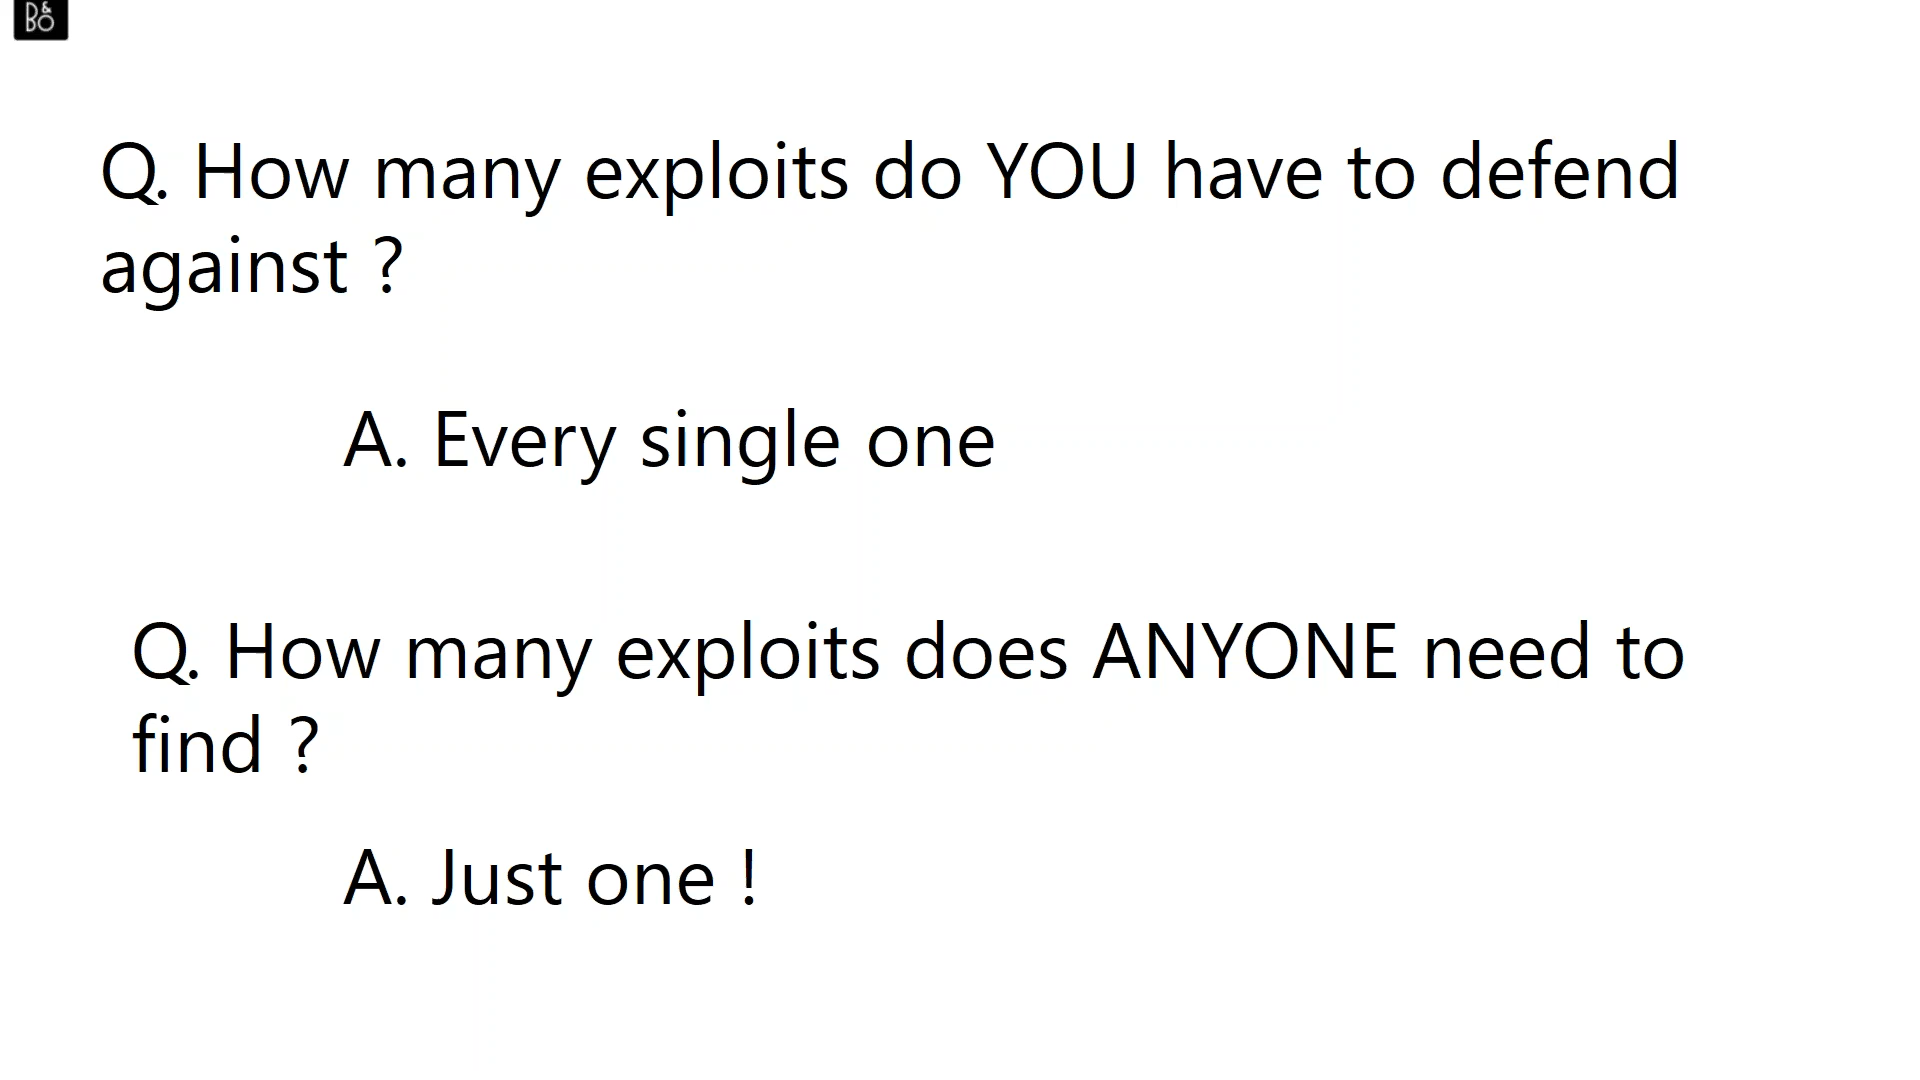 B&O
Q. How many exploits do YOU have to defend
against ?
A. Every single one
Q. How many exploits does ANYONE need to
find ?
A. Just one !